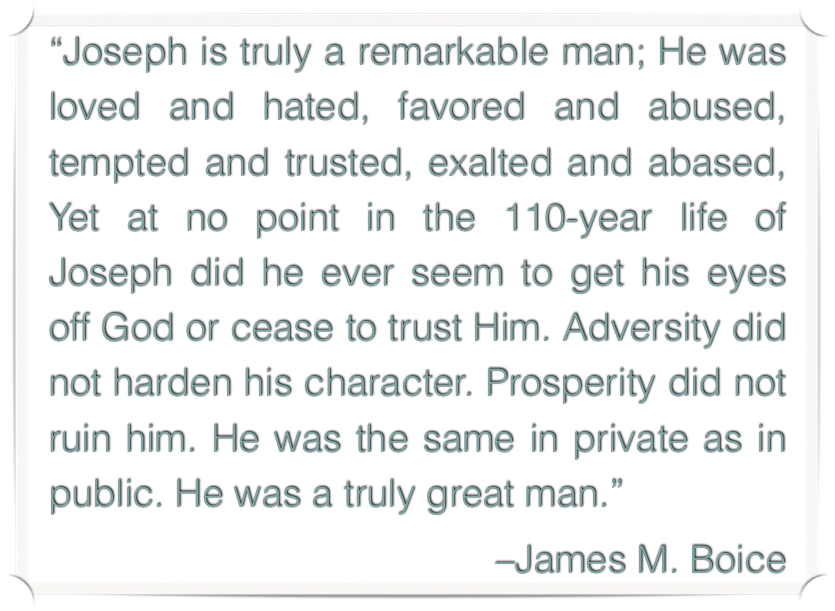 “Joseph is truly a remarkable man; He was
loved and hated, favored and abused,
tempted and trusted, exalted and abased,
Yet at no point in the 110-year life of
Joseph did he ever seem to get his eyes
off God or cease to trust Him. Adversity did
not harden his character. Prosperity did not
ruin him. He was the same in private as in
public. He was a truly great man.”
–James M. Boice